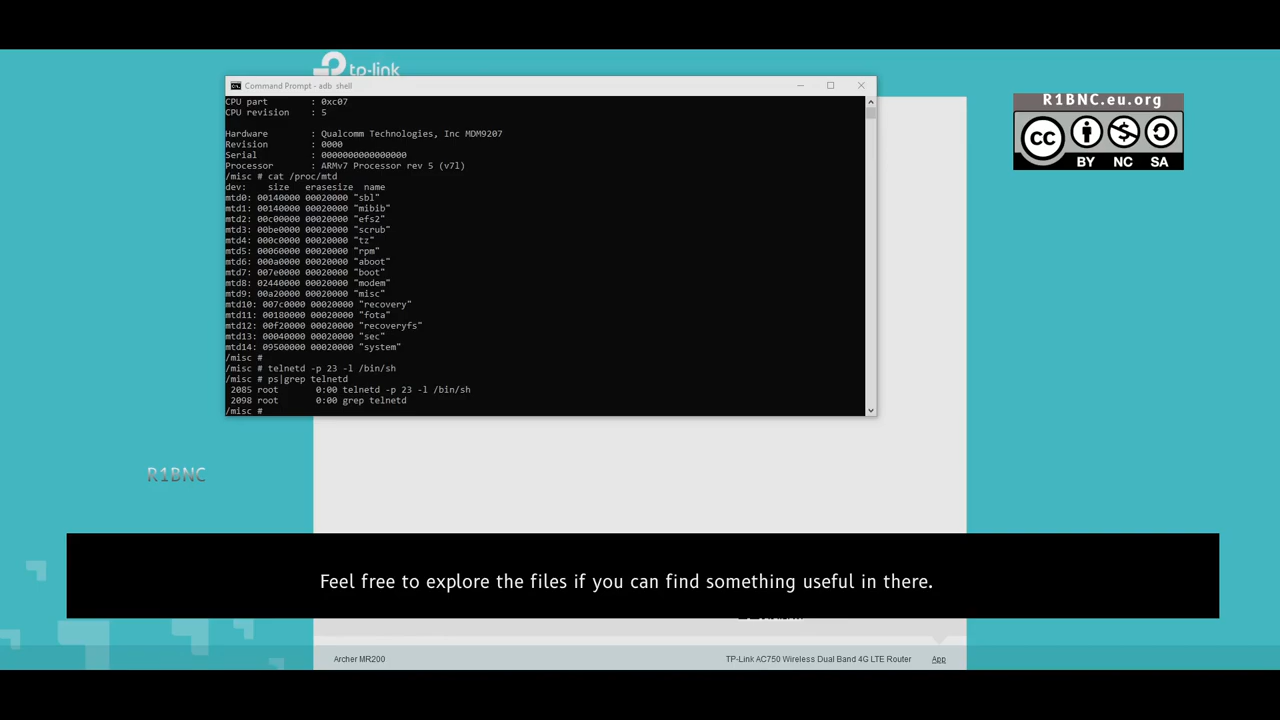 tp-link
Command Prompt - adb shell
CPU part : 0xc07
CPU revision : 5
Hardware : Qualcomm Technologies, Inc MDM9207
Revision : 0000
Serial : 0000000000000000
Processor : ARMv7 Processor rev 5 (v7l)
/misc # cat /proc/mtd
dev: size erasesize name
mtd0: 00140000 00020000 "sbl"
mtd1: 00140000 00020000 "mibib"
mtd2: 00c00000 00020000 "efs2"
mtd3: 00be0000 00020000 "scrub"
mtd4: 000c0000 00020000 "tz"
mtd5: 00060000 00020000 "rpm"
mtd6: 000a0000 00020000 "aboot"
mtd7: 007e0000 00020000 "boot"
mtd8: 02440000 00020000 "modem"
mtd9: 00a20000 00020000 "misc"
mtd10: 007c0000 00020000 "recovery"
mtd11: 00180000 00020000 "fota"
mtd12: 00f20000 00020000 "recoveryfs"
mtd13: 00040000 00020000 "sec"
mtd14: 09500000 00020000 "system"
/misc #
/misc # telnetd -p 23 -l /bin/sh
/misc # ps|grep telnetd
2085 root 0:00 telnetd -p 23 -l /bin/sh
2098 root 0:00 grep telnetd
/misc #
R1BNC.eu.org
CC
BY NC SA
R1BNC
Feel free to explore the files if you can find something useful in there.
Archer MR200
TP-Link AC750 Wireless Dual Band 4G LTE Router
App